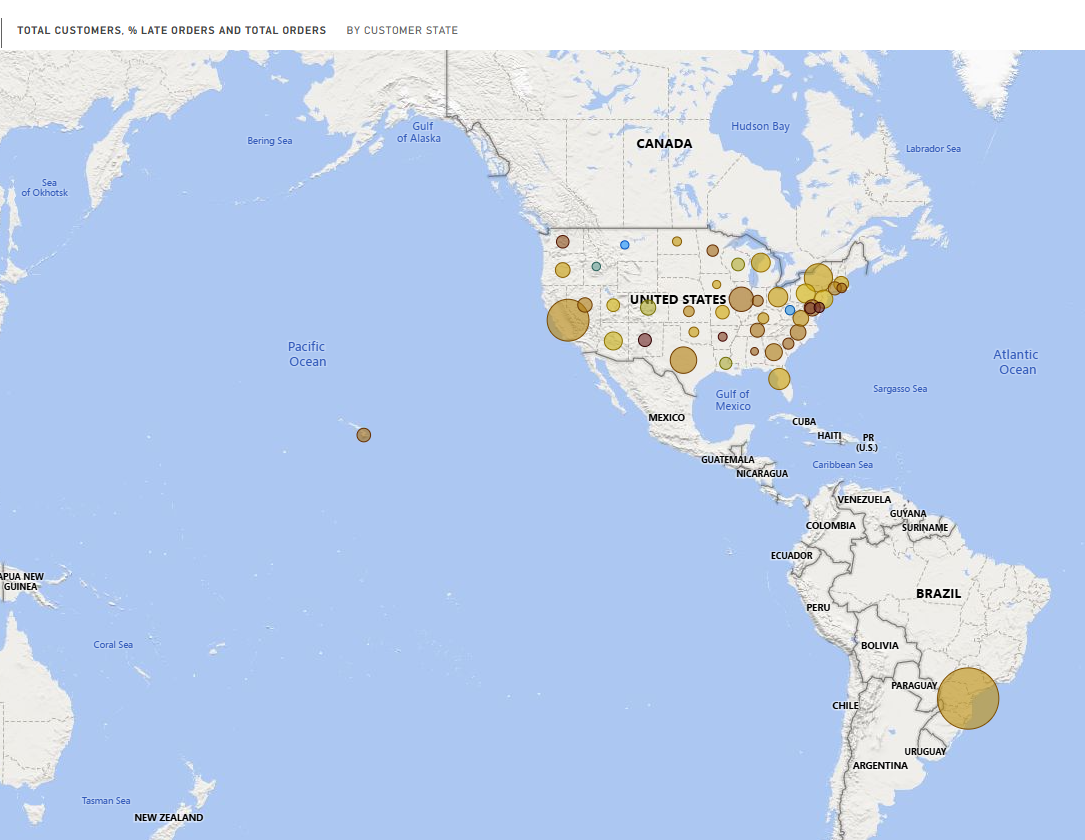 TOTAL CUSTOMERS, % LATE ORDERS AND TOTAL ORDERS BY CUSTOMER STATE
Gulf
of Alaska
Hudson Bay
Bering Sea
CANADA
Labrador Sea
Sea
of Okhotsk
UNITED STATES
Pacific
Ocean
Atlantic
Ocean
Sargasso Sea
Gulf of
Mexico
MEXICO
CUBA
HAITI
PR
(U.S.)
GUATEMALA
Caribbean Sea
NICARAGUA
VENEZUELA
GUYANA
COLOMBIA
SURINAME
ECUADOR
APUA NEW
GUINEA
BRAZIL
PERU
Coral Sea
BOLIVIA
PARAGUAY
CHILE
URUGUAY
ARGENTINA
Tasman Sea
NEW ZEALAND